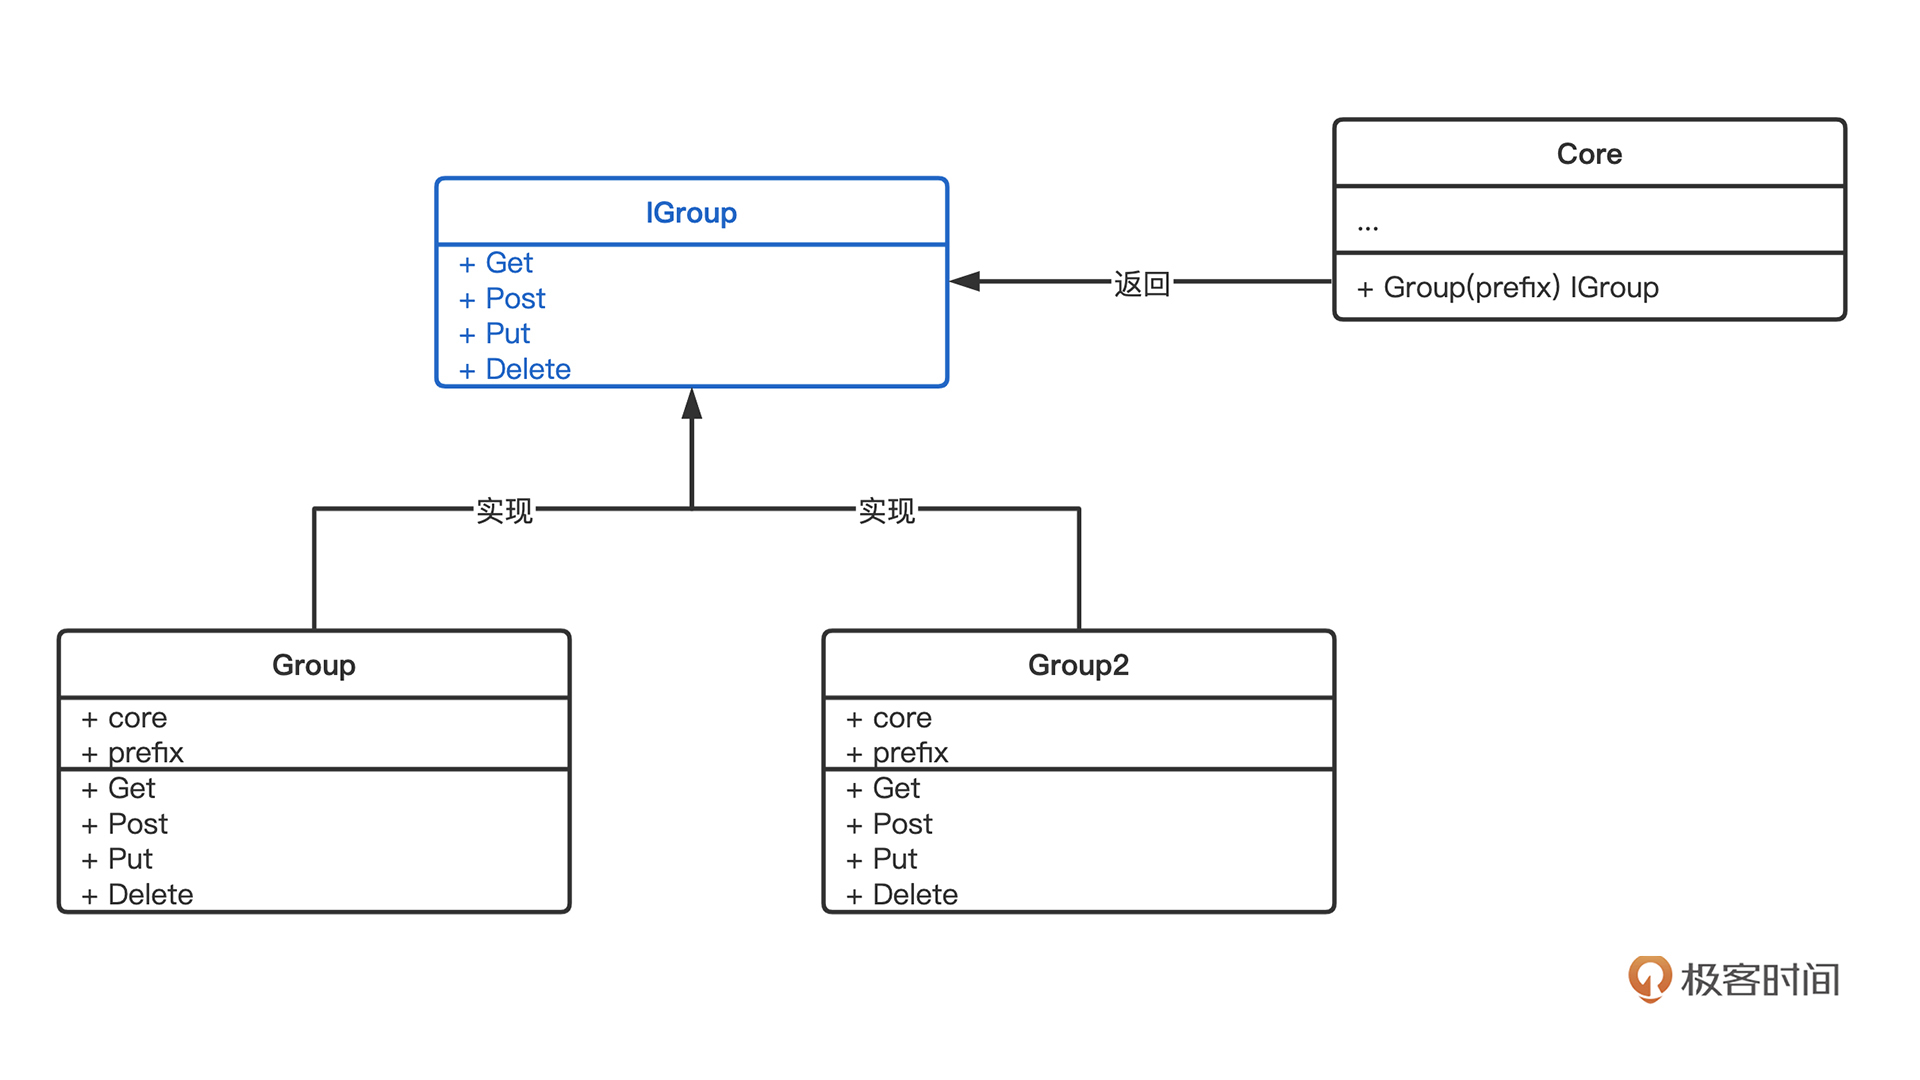 Core
...
+ Group(prefix) IGroup
IGroup
+ Get
+ Post
+ Put
+ Delete
返回
实现
实现
Group
+ core
+ prefix
+ Get
+ Post
+ Put
+ Delete
Group2
+ core
+ prefix
+ Get
+ Post
+ Put
+ Delete
极客时间